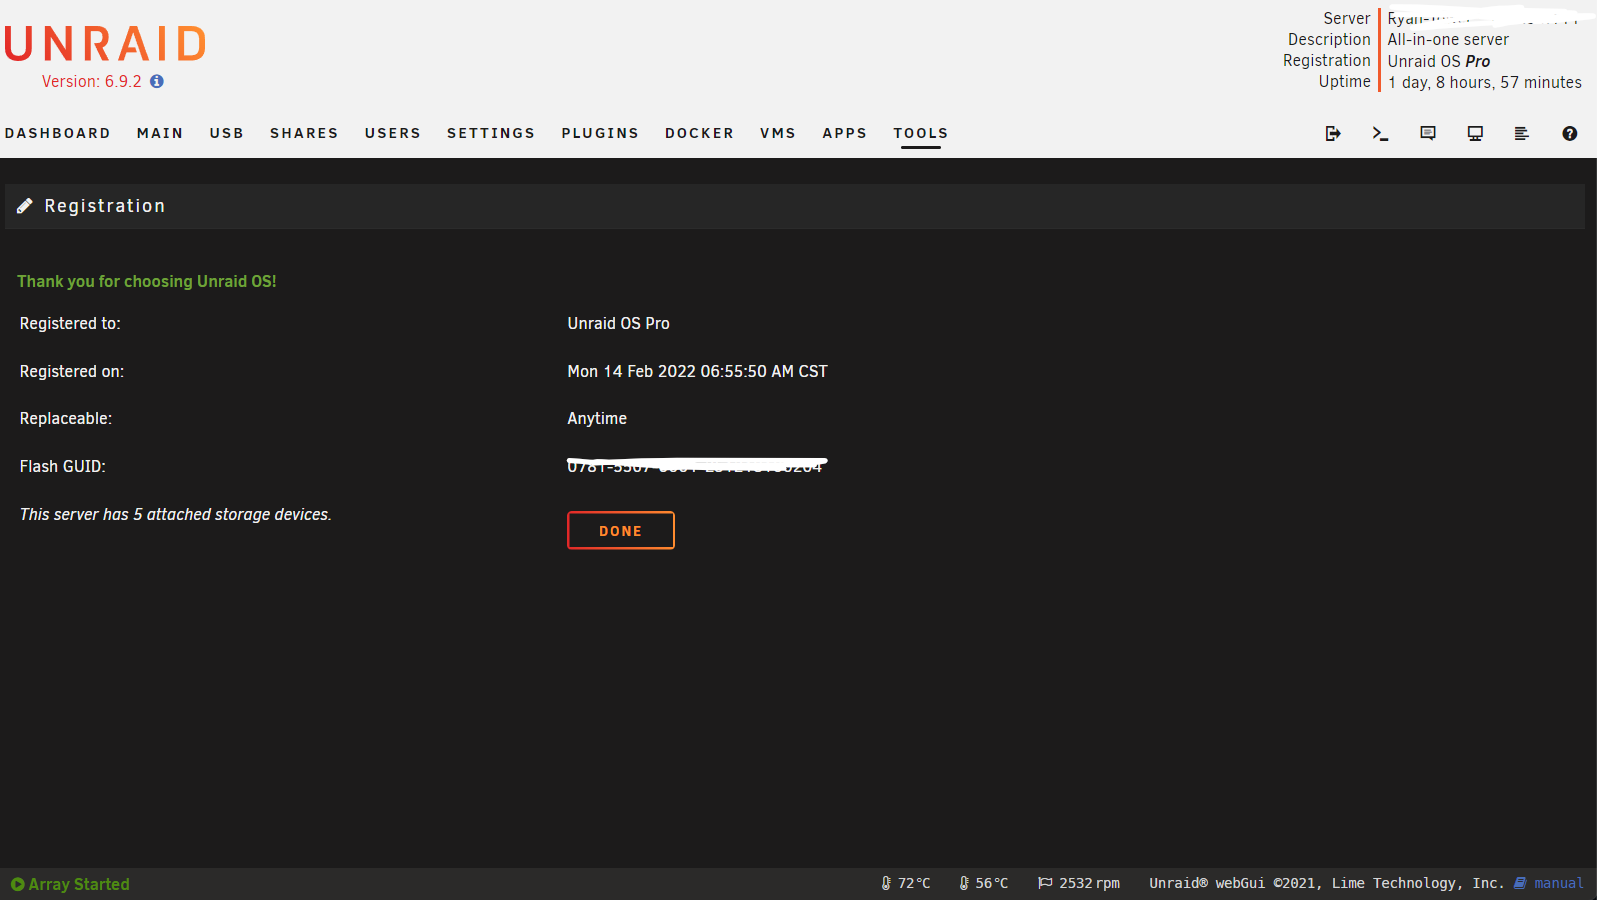 UNRAID
Version: 6.9.2
Server
Description All-in-one server
Registration Unraid OS Pro
Uptime 1 day, 8 hours, 57 minutes
DASHBOARD MAIN USB SHARES USERS SETTINGS PLUGINS DOCKER VMS APPS TOOLS
Registration
Thank you for choosing Unraid OS!
Registered to: Unraid OS Pro
Registered on: Mon 14 Feb 2022 06:55:50 AM CST
Replaceable: Anytime
Flash GUID:
This server has 5 attached storage devices.
DONE
Array Started 72°C 56°C 2532 rpm Unraid® webGui ©2021, Lime Technology, Inc. manual